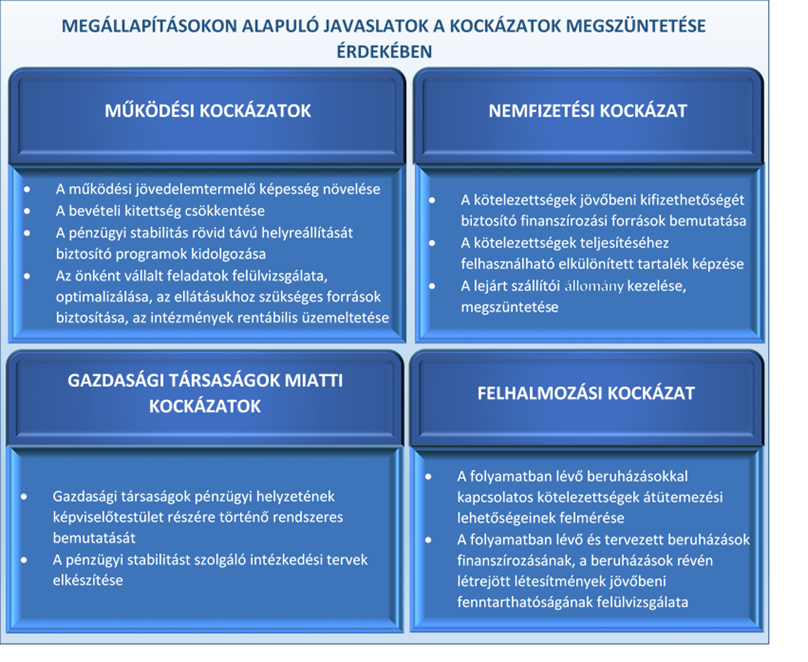 MEGÁLLAPÍTÁSOKON ALAPULÓ JAVASLATOK A KOCKÁZATOK MEGSZÜNTETÉSE
ÉRDEKÉBEN
MŰKÖDÉSI KOCKÁZATOK
• A működési jövedelemtermelő képesség növelése
• A bevételi kitettség csökkentése
• A pénzügyi stabilitás rövid távú helyreállítását
biztosító programok kidolgozása
• Az önként vállalt feladatok felülvizsgálata,
optimalizálása, az ellátásukhoz szükséges források
biztosítása, az intézmények rentábilis üzemeltetése
NEMFIZETÉSI KOCKÁZAT
• A kötelezettségek jövőbeni kifizethetőségét
biztosító finanszírozási források bemutatása
• A kötelezettségek teljesítéséhez
felhasználható elkülönített tartalék képzése
• A lejárt szállítói állomány kezelése,
megszüntetése
GAZDASÁGI TÁRSASÁGOK MIATTI
KOCKÁZATOK
• Gazdasági társaságok pénzügyi helyzetének
képviselőtestület részére történő rendszeres
bemutatását
• A pénzügyi stabilitást szolgáló intézkedési tervek
elkészítése
FELHALMOZÁSI KOCKÁZAT
• A folyamatban lévő beruházásokkal
kapcsolatos kötelezettségek átütemezési
lehetőségeinek felmérése
• A folyamatban lévő és tervezett beruházások
finanszírozásának, a beruházások révén
létrejött létesítmények jövőbeni
fenntarthatóságának felülvizsgálata